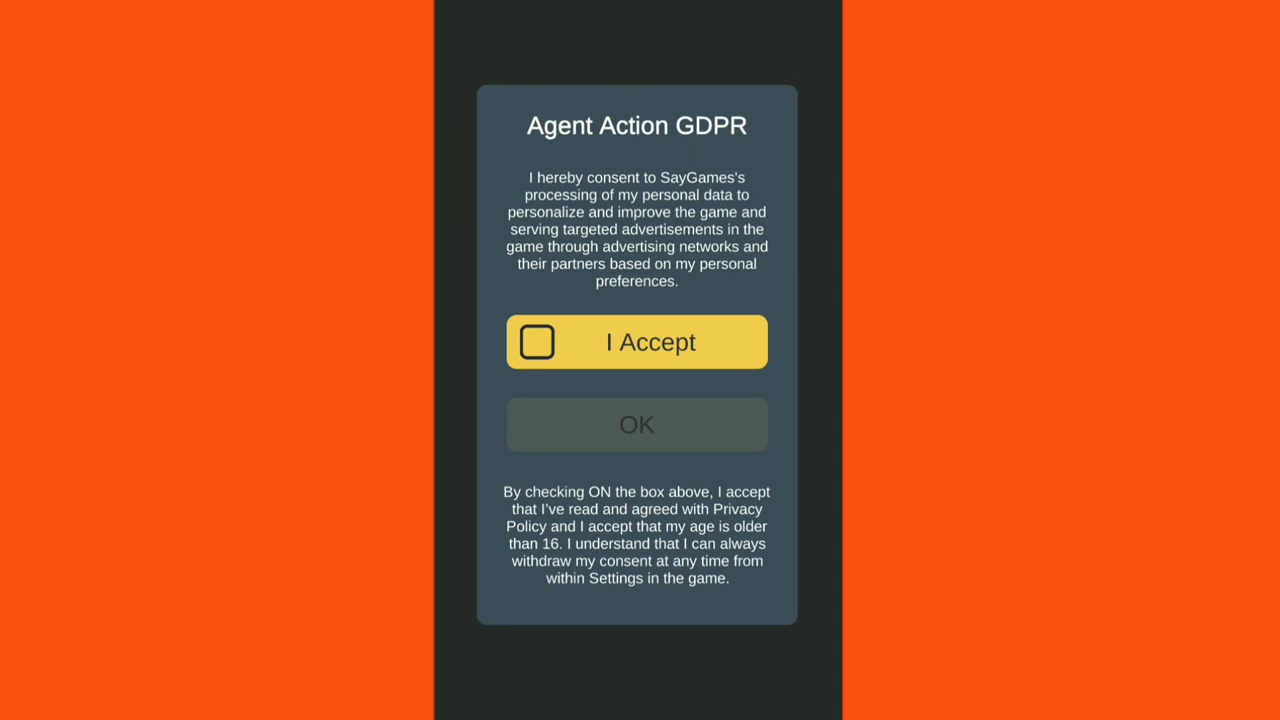 Agent Action GDPR
I hereby consent to SayGames's
processing of my personal data to
personalize and improve the game and
serving targeted advertisements in the
game through advertising networks and
their partners based on my personal
preferences.
I Accept
OK
By checking ON the box above, I accept
that I've read and agreed with Privacy
Policy and I accept that my age is older
than 16. I understand that I can always
withdraw my consent at any time from
within Settings in the game.